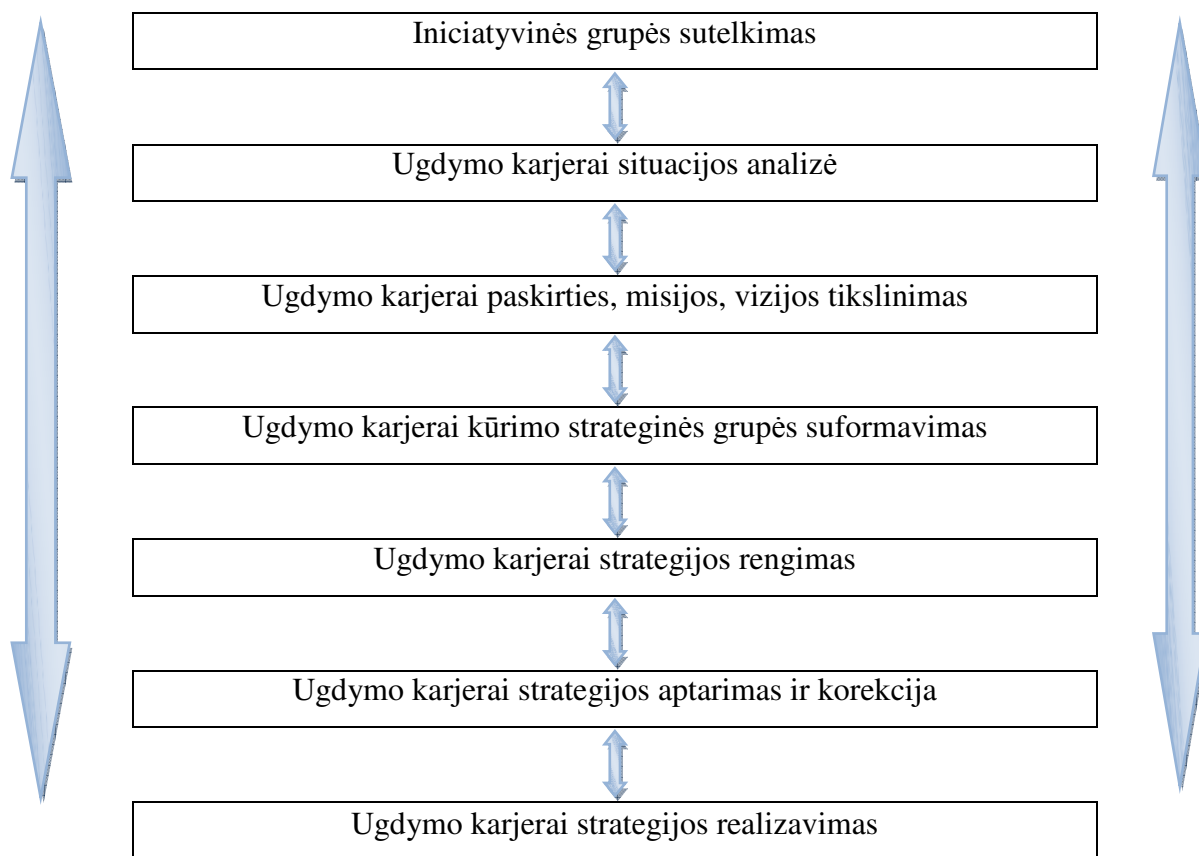 Iniciatyvinės grupės sutelkimas
Ugdymo karjerai situacijos analizė
Ugdymo karjerai paskirties, misijos, vizijos tikslinimas
Ugdymo karjerai kūrimo strateginės grupės suformavimas
Ugdymo karjerai strategijos rengimas
Ugdymo karjerai strategijos aptarimas ir korekcija
Ugdymo karjerai strategijos realizavimas